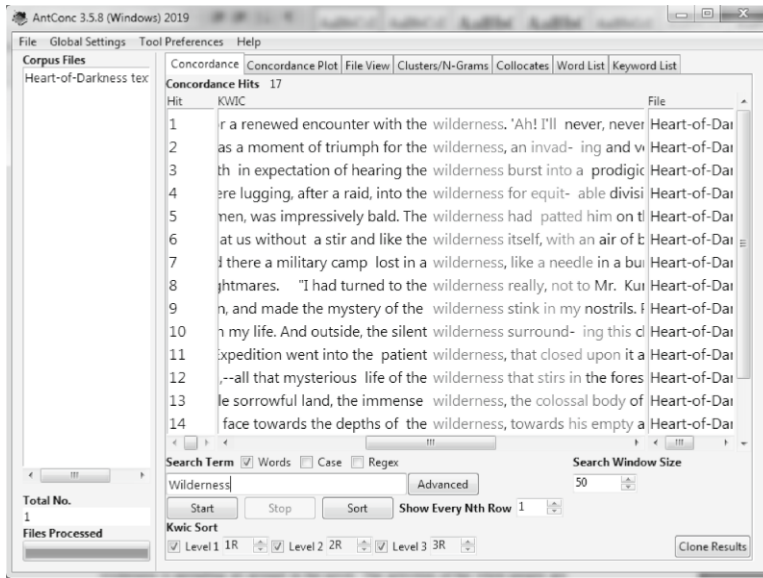 AntConc 3.5.8 (Windows) 2019
File Global Settings Tool Preferences Help
Corpus Files
Heart-of-Darkness tex
Concordance Concordance Plot File View Clusters/N-Grams Collocates Word List Keyword List
Concordance Hits 17
Hit KWIC File
1 r a renewed encounter with the wilderness. 'Ah! I'll never, never Heart-of-Dar
2 as a moment of triumph for the wilderness, an invad- ing and ve Heart-of-Dar
3 th in expectation of hearing the wilderness burst into a prodigic Heart-of-Dar
4 ere lugging, after a raid, into the wilderness for equit- able divisi Heart-of-Dar
5 men, was impressively bald. The wilderness had patted him on tl Heart-of-Dar
6 at us without a stir and like the wilderness itself, with an air of b Heart-of-Dar
7 d there a military camp lost in a wilderness, like a needle in a bu Heart-of-Dar
8 ghtmares. "I had turned to the wilderness really, not to Mr. Kur Heart-of-Dar
9 n, and made the mystery of the wilderness stink in my nostrils. F Heart-of-Dar
10 n my life. And outside, the silent wilderness surround- ing this cl Heart-of-Dar
11 Expedition went into the patient wilderness, that closed upon it a Heart-of-Dar
12 ,--all that mysterious life of the wilderness that stirs in the fores Heart-of-Dar
13 le sorrowful land, the immense wilderness, the colossal body of Heart-of-Dar
14 face towards the depths of the wilderness, towards his empty a Heart-of-Dar
Search Term Words Case Regex Search Window Size
Wilderness Advanced 50
Total No.
1
Start Stop Sort Show Every Nth Row 1
Files Processed
Kwic Sort
Level 1 1R Level 2 2R Level 3 3R Clone Results